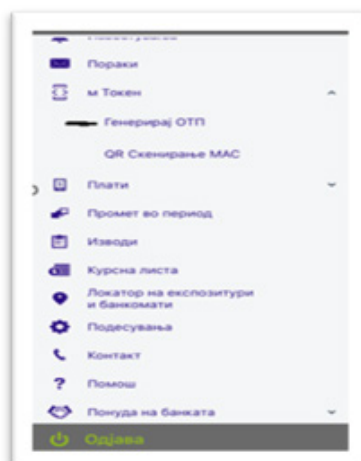 Пораки
м Токен
Генерирај ОТП
QR Скенирање МАС
Плати
Промет во период
Изводи
Курсна листа
Локатор на експозитури
и банкомати
Подесувања
Контакт
Помош
Понуда на банката
Одјава